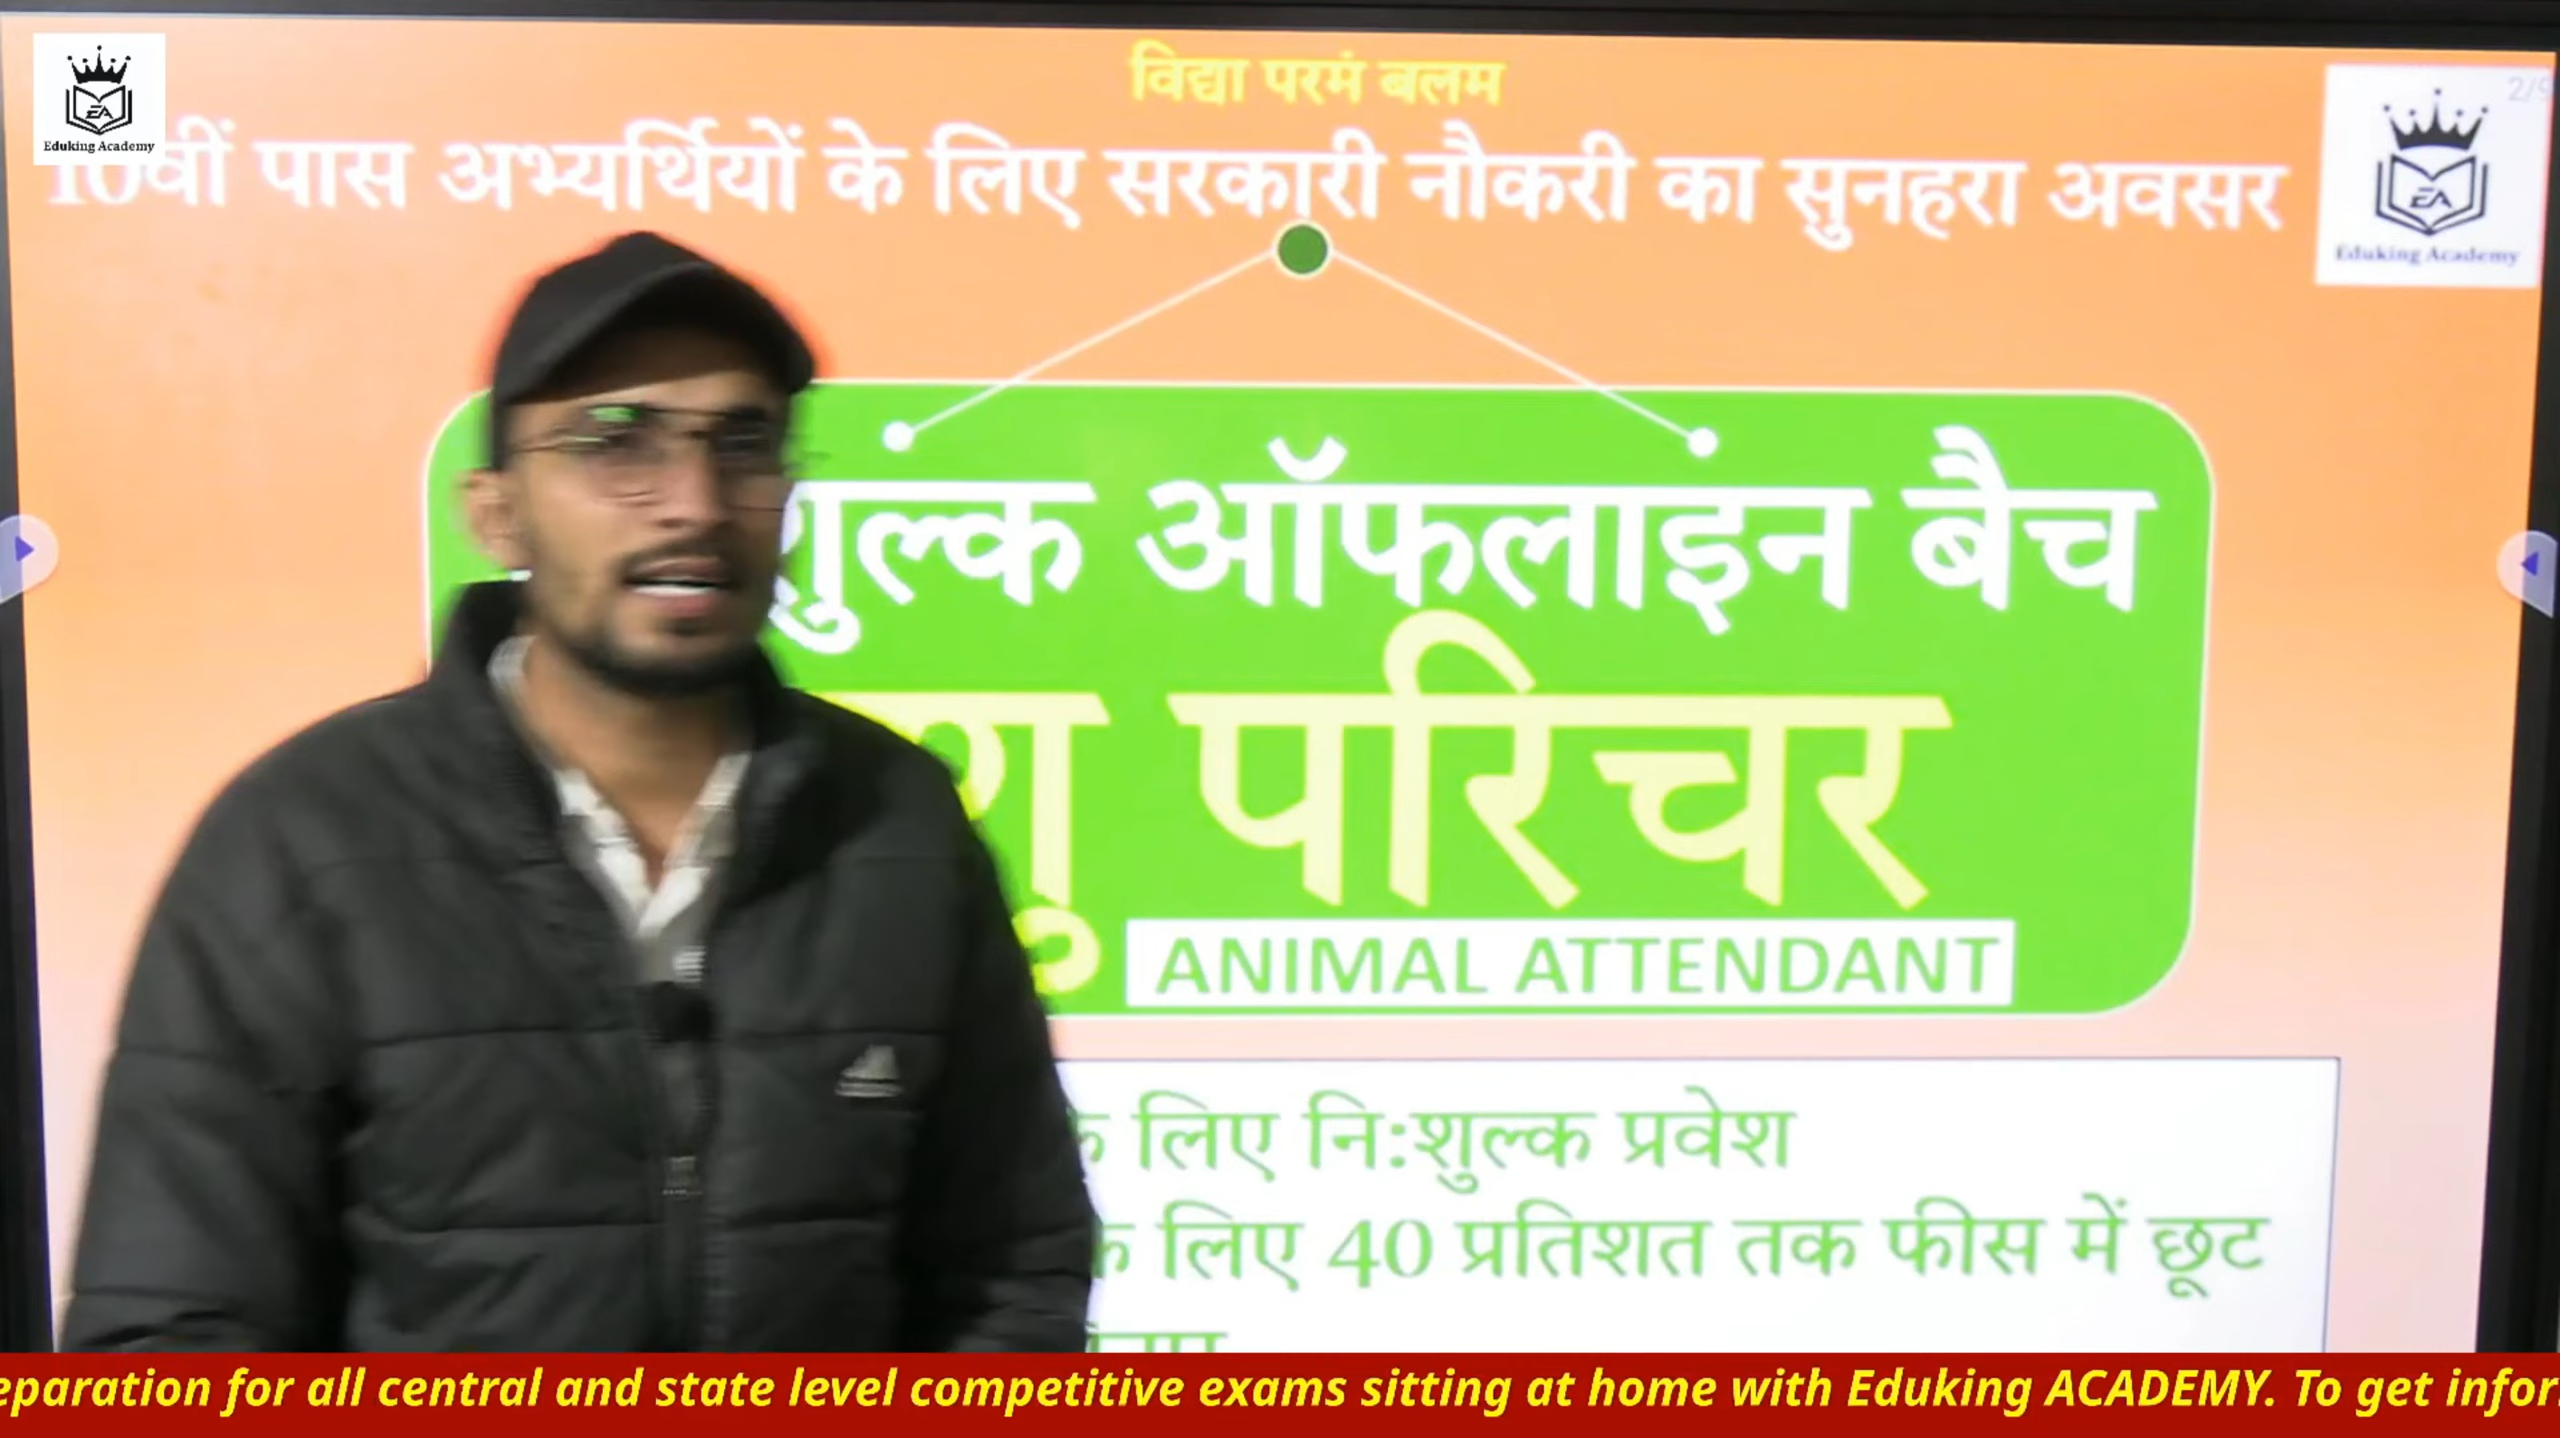 विद्या परमं बलम
10वीं पास अभ्यर्थियों के लिए सरकारी नौकरी का सुनहरा अवसर
EA
Eduking Academy
EA
Eduking Academy
शुल्क ऑफलाइन बैच
शु परिचर
ANIMAL ATTENDANT
के लिए नि:शुल्क प्रवेश
के लिए 40 प्रतिशत तक फीस में छूट
eparation for all central and state level competitive exams sitting at home with Eduking ACADEMY. To get infor